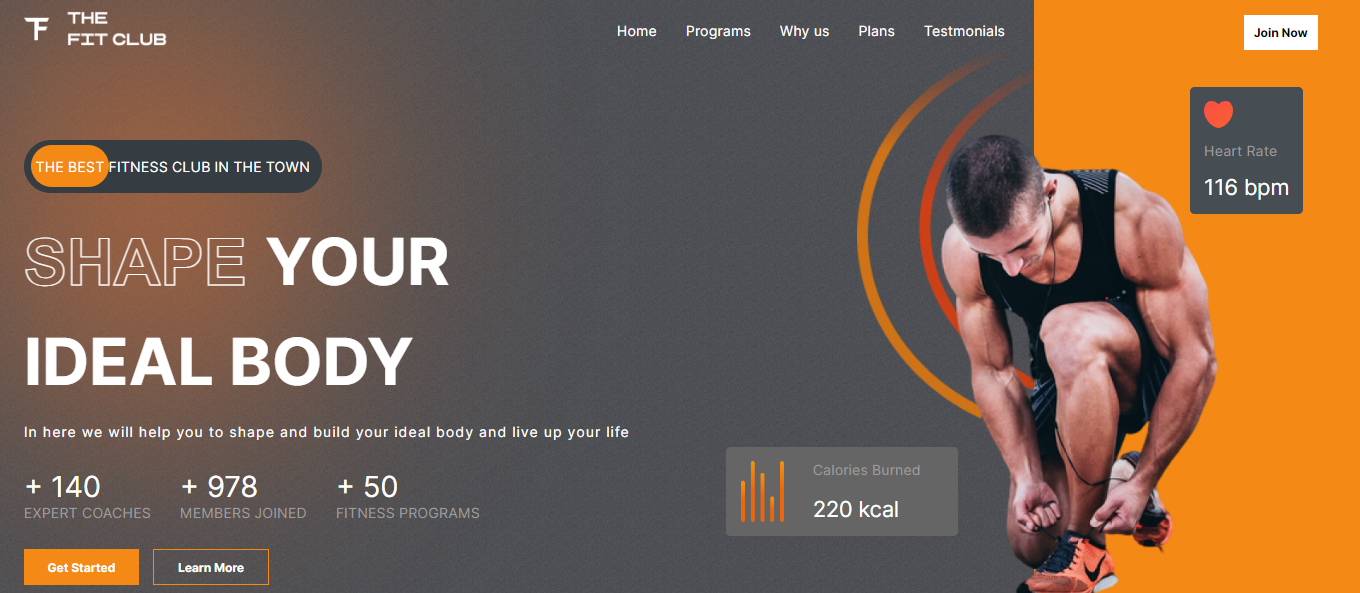 THE
FIT CLUB
Home Programs Why us Plans Testmonials
Join Now
Heart Rate
116 bpm
THE BEST FITNESS CLUB IN THE TOWN
SHAPE YOUR
IDEAL BODY
In here we will help you to shape and build your ideal body and live up your life
+ 140
EXPERT COACHES
+ 978
MEMBERS JOINED
+ 50
FITNESS PROGRAMS
Calories Burned
220 kcal
Get Started
Learn More